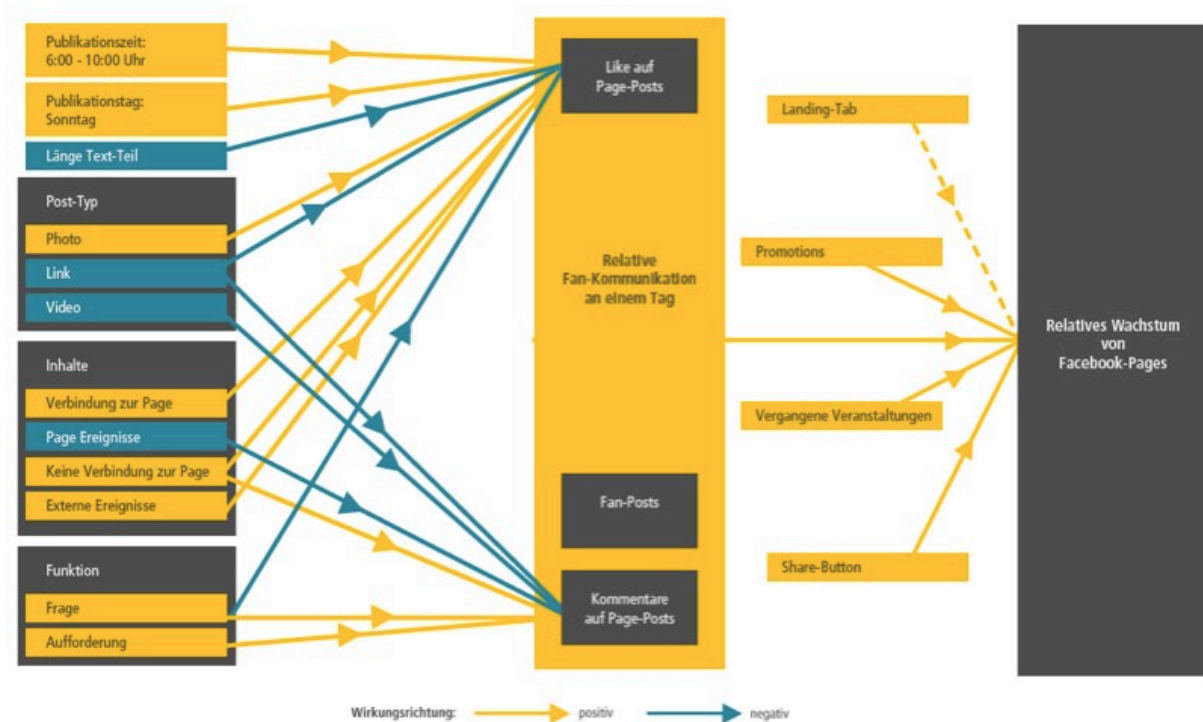 Publikationszeit:
6:00 - 10:00 Uhr
Publikationstag:
Sonntag
Länge Text-Teil
Post-Typ
Photo
Link
Video
Inhalte
Verbindung zur Page
Page Ereignisse
Keine Verbindung zur Page
Externe Ereignisse
Funktion
Frage
Aufforderung
Like auf
Page-Posts
Relative
Fan-Kommunikation
an einem Tag
Fan-Posts
Kommentare
auf Page-Posts
Landing-Tab
Promotions
Vergangene Veranstaltungen
Share-Button
Relatives Wachstum
von
Facebook-Pages
Wirkungsrichtung: positiv negativ